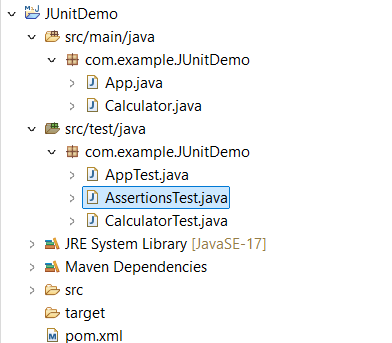 JUnitDemo
src/main/java
com.example.JUnitDemo
App.java
Calculator.java
src/test/java
com.example.JUnitDemo
AppTest.java
AssertionsTest.java
CalculatorTest.java
JRE System Library [JavaSE-17]
Maven Dependencies
src
target
pom.xml